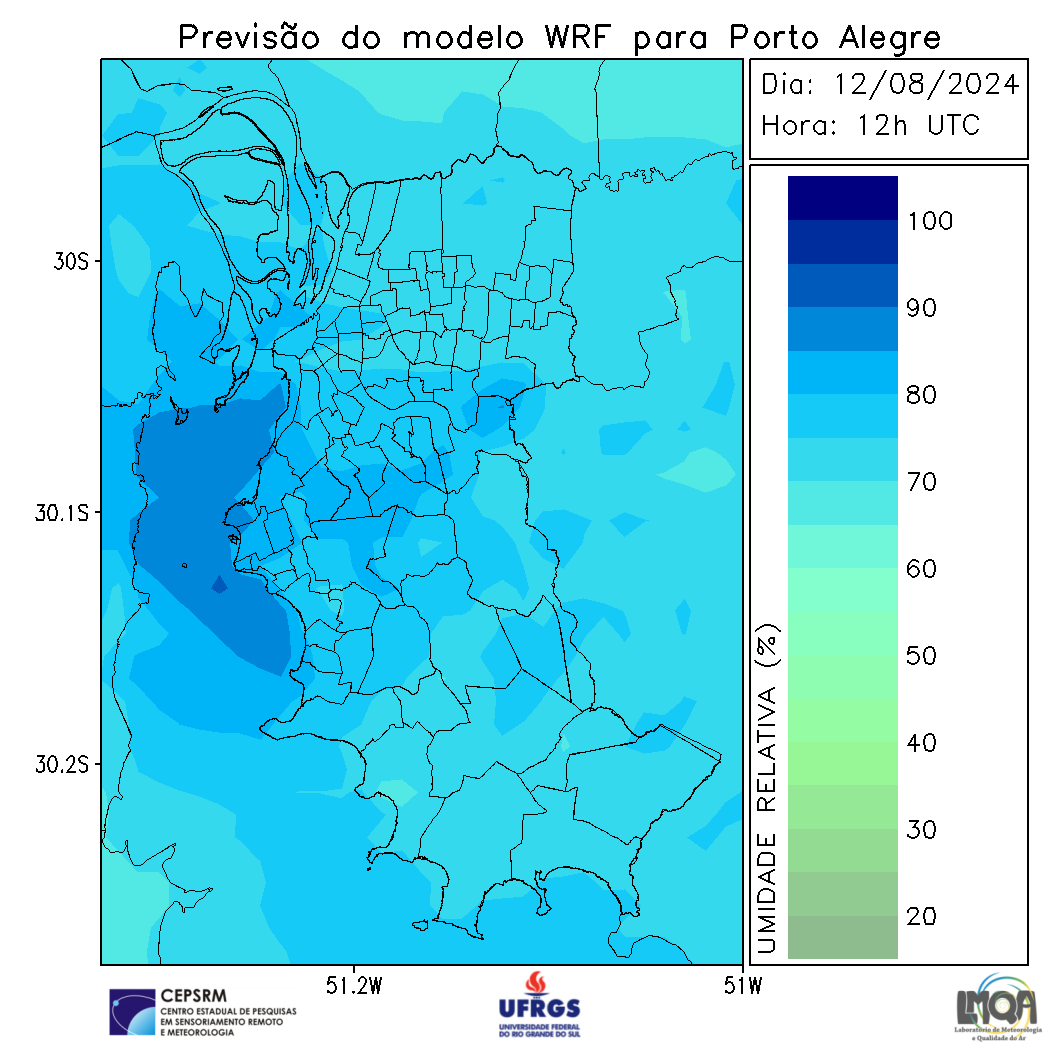 Previsão do modelo WRF para Porto Alegre
Dia: 12/08/2024
Hora: 12h UTC
100
90
80
70
60
50
40
30
20
UMIDADE RELATIVA (%)
30S
30.1S
30.2S
51.2W
51W
CEPSRM
CENTRO ESTADUAL DE PESQUISAS
EM SENSORIAMENTO REMOTO
E METEOROLOGIA
UFRGS
UNIVERSIDADE FEDERAL
DO RIO GRANDE DO SUL
LMQA
Laboratório de Meteorologia
e Qualidade do Ar